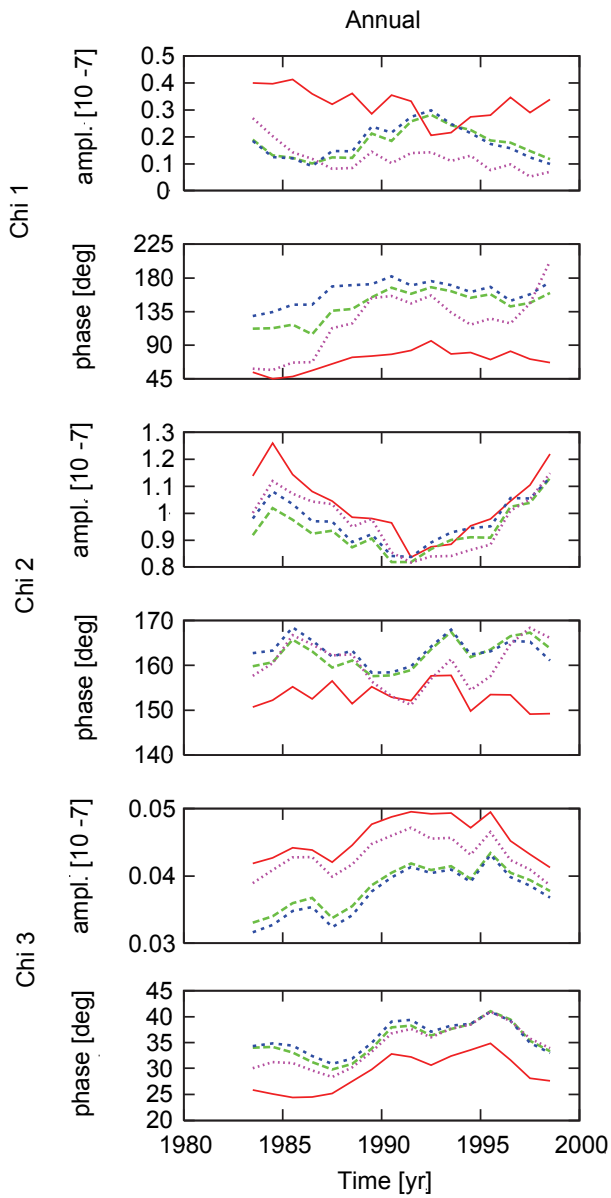 Annual
Chi 1
ampl. [10 -7]
0.5
0.4
0.3
0.2
0.1
0
phase [deg]
225
180
135
90
45
Chi 2
ampl. [10 -7]
1.3
1.2
1.1
1
0.9
0.8
phase [deg]
170
160
150
140
Chi 3
ampl. [10 -7]
0.05
0.04
0.03
phase [deg]
45
40
35
30
25
20
1980 1985 1990 1995 2000
Time [yr]